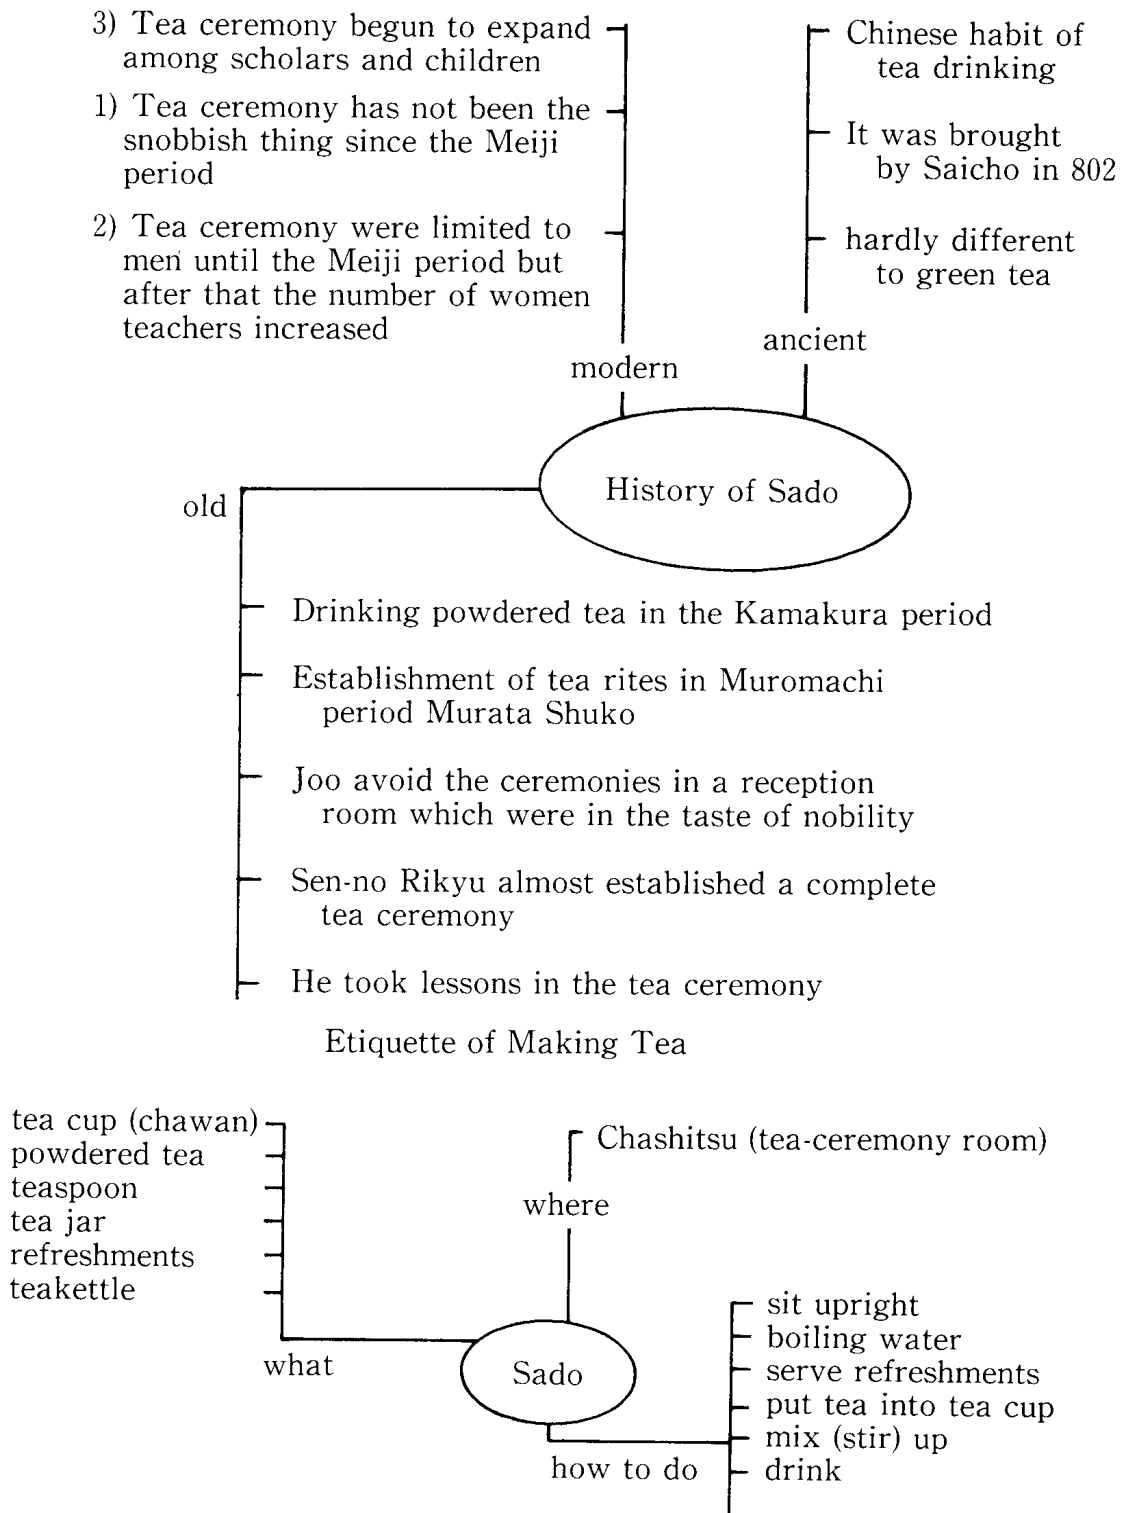 3) Tea ceremony begun to expand
among scholars and children
1) Tea ceremony has not been the
snobbish thing since the Meiji
period
2) Tea ceremony were limited to
men until the Meiji period but
after that the number of women
teachers increased
modern
Chinese habit of
tea drinking
It was brought
by Saicho in 802
hardly different
to green tea
ancient
History of Sado
old
Drinking powdered tea in the Kamakura period
Establishment of tea rites in Muromachi
period Murata Shuko
Joo avoid the ceremonies in a reception
room which were in the taste of nobility
Sen-no Rikyu almost established a complete
tea ceremony
He took lessons in the tea ceremony
Etiquette of Making Tea
tea cup (chawan)
powdered tea
teaspoon
tea jar
refreshments
teakettle
what
Chashitsu (tea-ceremony room)
where
Sado
sit upright
boiling water
serve refreshments
put tea into tea cup
mix (stir) up
drink
how to do